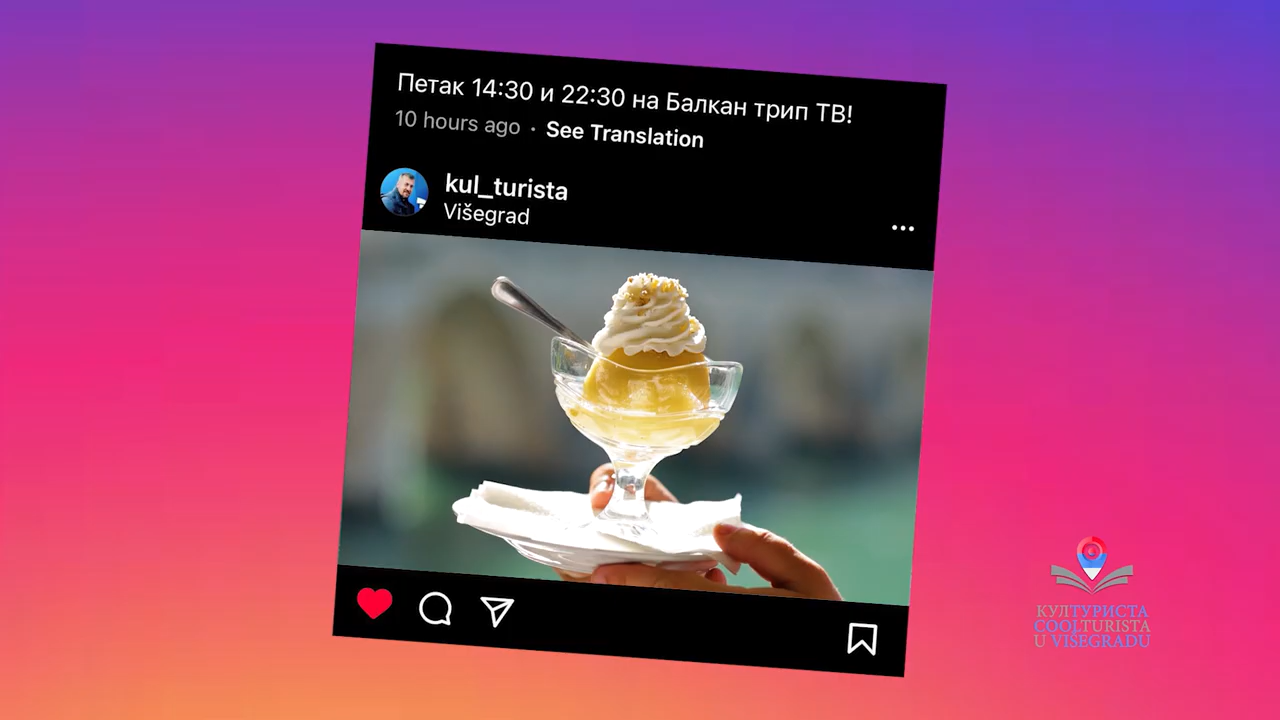 Петак 14:30 и 22:30 на Балкан трип ТВ!
10 hours ago · See Translation
kul_turista
Višegrad
КУЛТУРИСТА
COOLTURISTA
U VIŠEGRADU